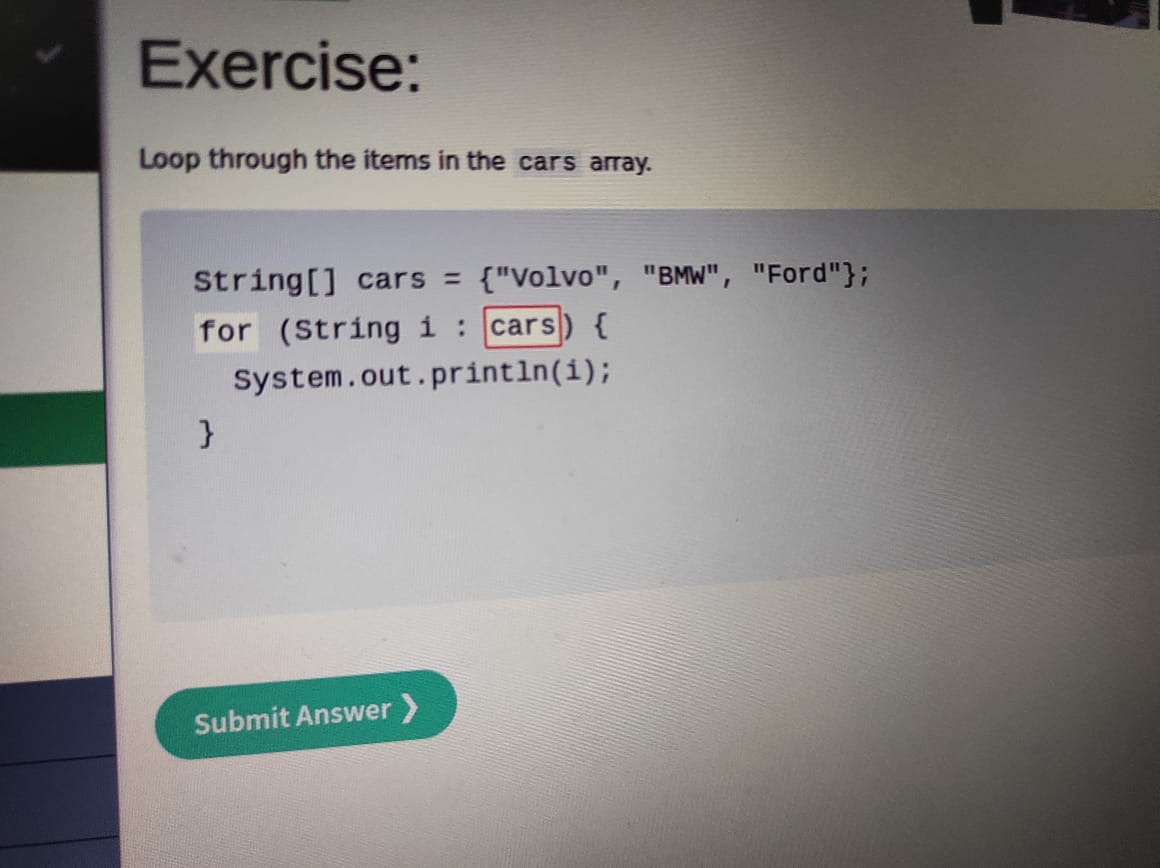 Exercise:
Loop through the items in the cars array.
String[] cars = {"Volvo", "BMW", "Ford"};
for (String i : cars) {
System.out.println(i);
}
Submit Answer ❯